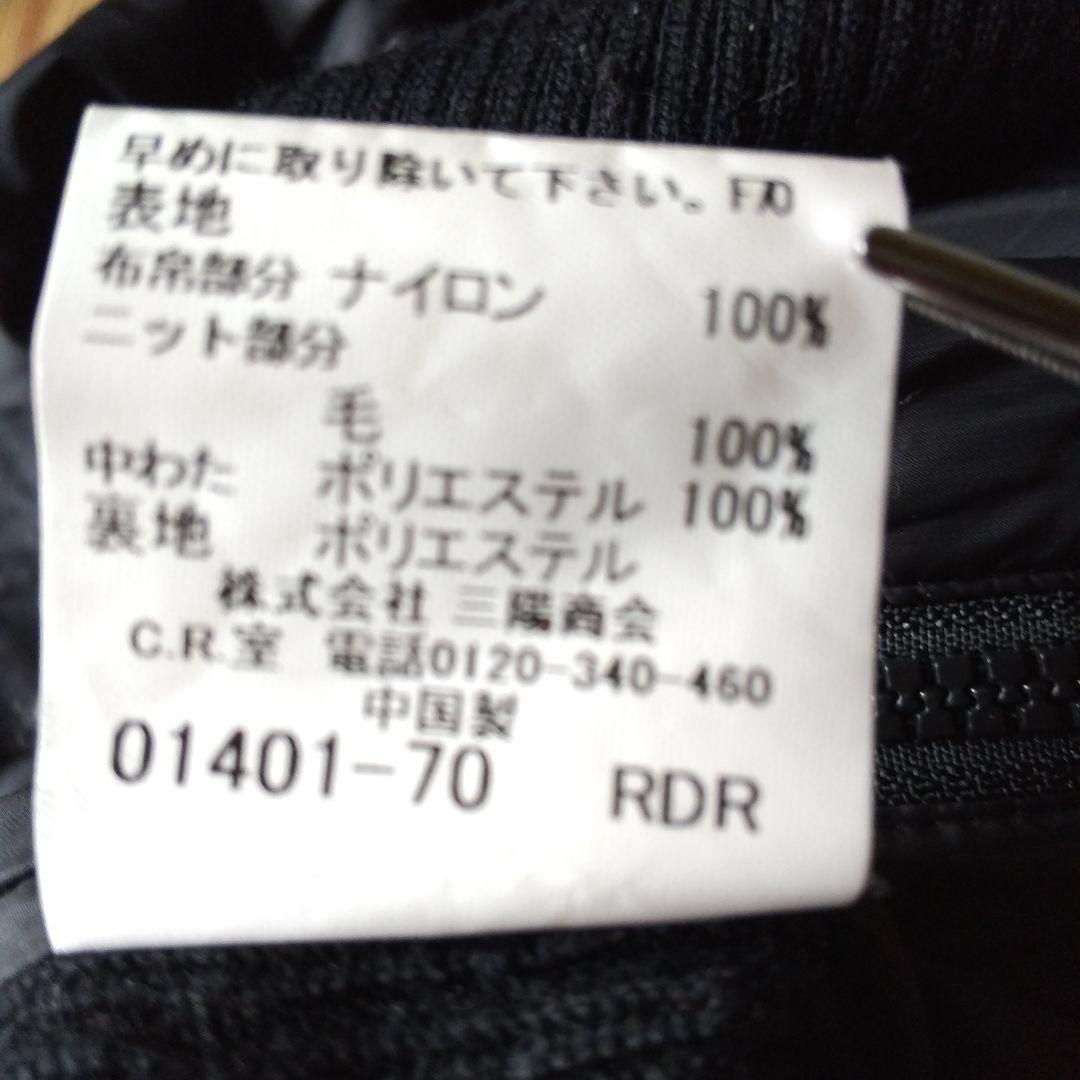 早めに取り除いて下さい。F70
表地
布帛部分 ナイロン 100%
ニット部分
毛 100%
中わた ポリエステル 100%
裏地 ポリエステル
株式会社 三陽商会
C.R.室 電話0120-340-460
中国製
01401-70 RDR